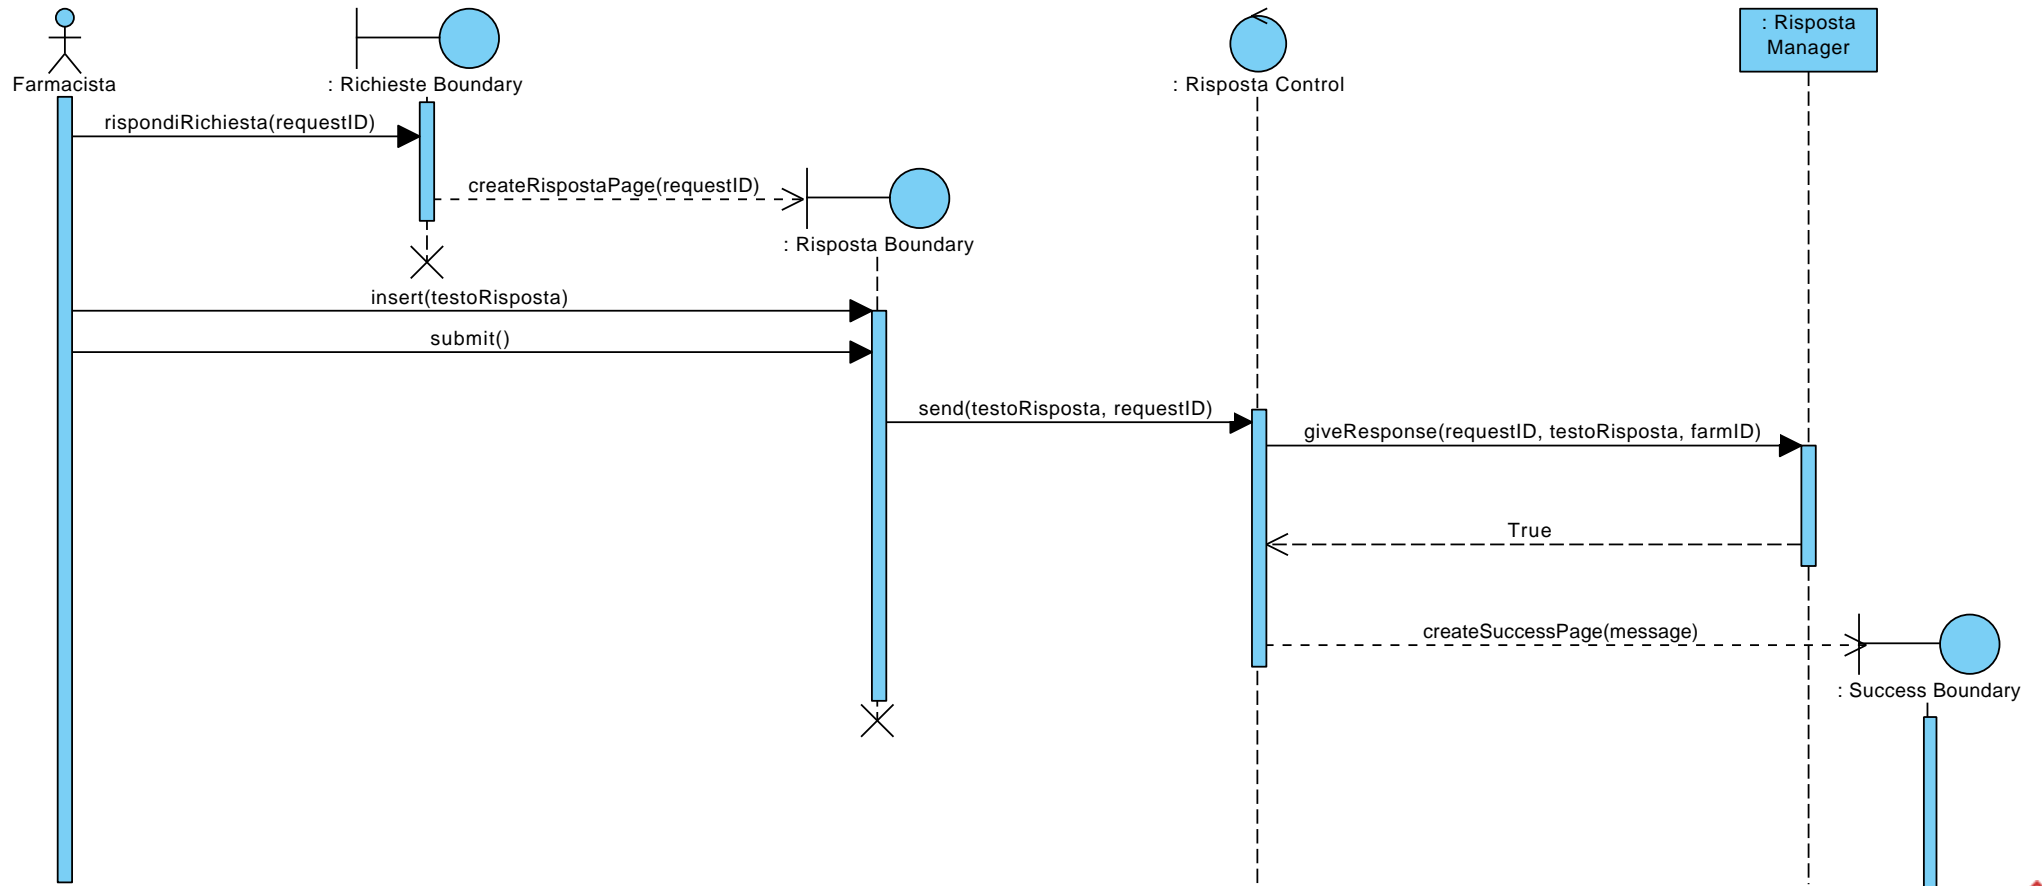 : Risposta
Manager
Farmacista
: Richieste Boundary
: Risposta Control
rispondiRichiesta(requestID)
createRispostaPage(requestID)
: Risposta Boundary
insert(testoRisposta)
submit()
send(testoRisposta, requestID)
giveResponse(requestID, testoRisposta, farmID)
True
createSuccessPage(message)
: Success Boundary